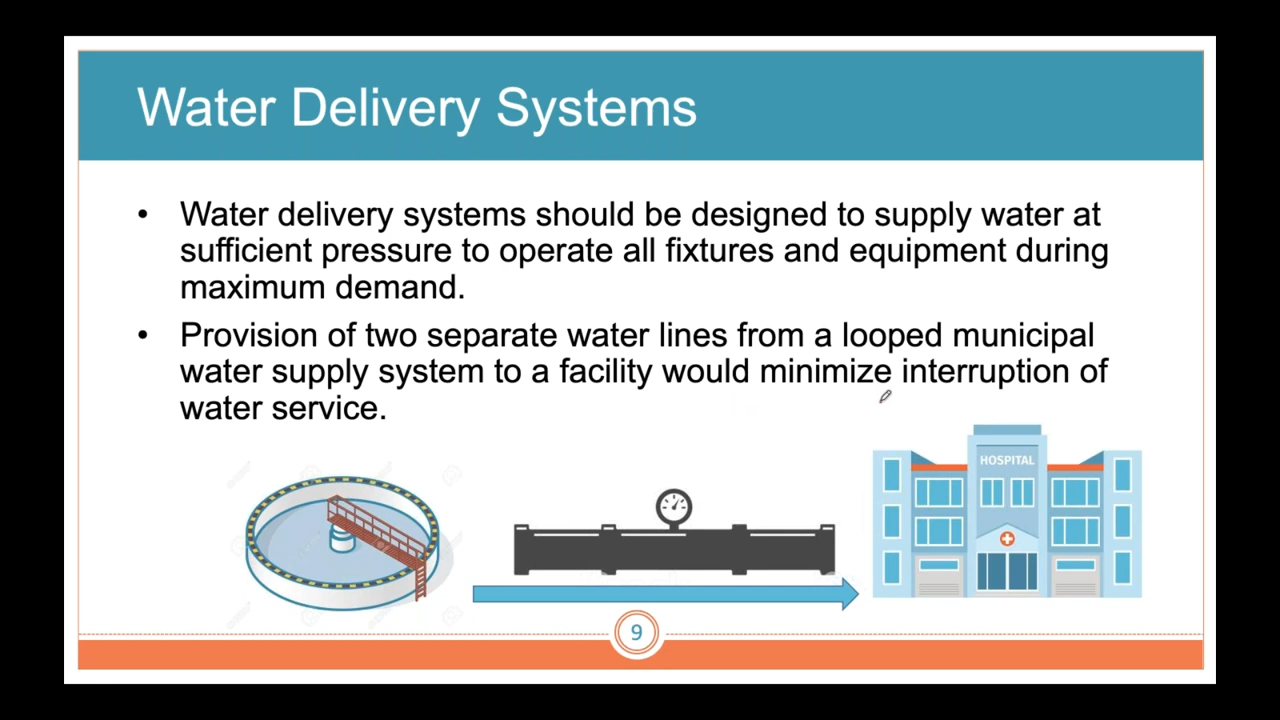 Water Delivery Systems
• Water delivery systems should be designed to supply water at
sufficient pressure to operate all fixtures and equipment during
maximum demand.
• Provision of two separate water lines from a looped municipal
water supply system to a facility would minimize interruption of
water service.
HOSPITAL
9